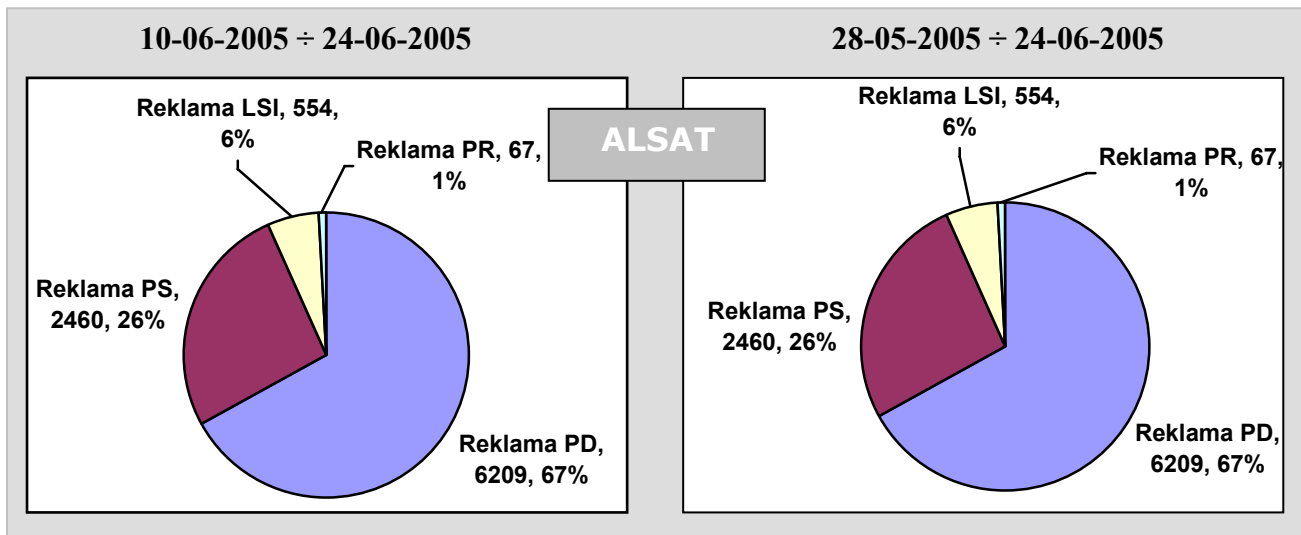 10-06-2005 ÷ 24-06-2005
28-05-2005 ÷ 24-06-2005
ALSAT
Reklama LSI, 554,
6%
Reklama PR, 67,
1%
Reklama PS,
2460, 26%
Reklama PD,
6209, 67%
Reklama LSI, 554,
6%
Reklama PR, 67,
1%
Reklama PS,
2460, 26%
Reklama PD,
6209, 67%